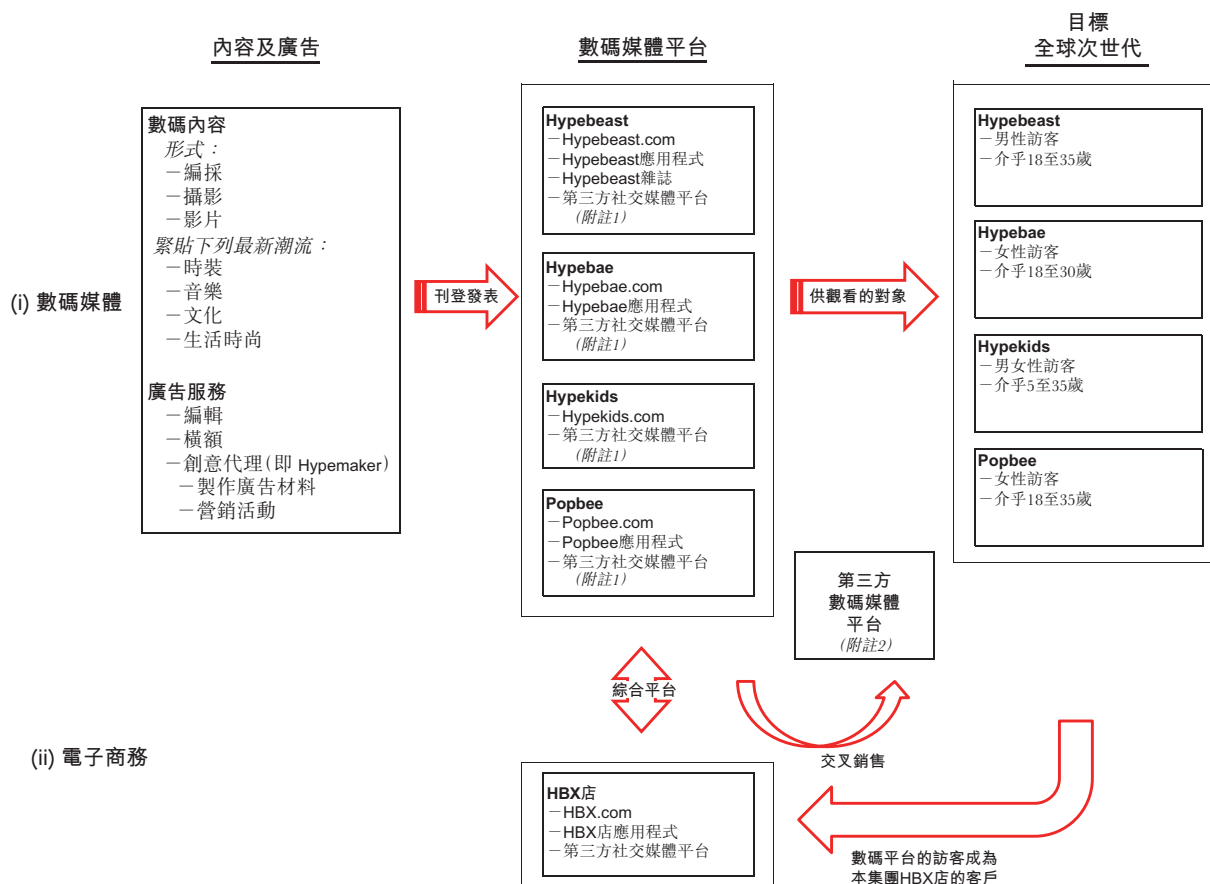 內容及廣告
數碼媒體平台
目標
全球次世代
(i) 數碼媒體
數碼內容
形式：
－編採
－攝影
－影片
緊貼下列最新潮流：
－時裝
－音樂
－文化
－生活時尚
廣告服務
－編輯
－橫額
－創意代理(即 Hypemaker)
－製作廣告材料
－營銷活動
刊登發表
Hypebeast
－Hypebeast.com
－Hypebeast應用程式
－Hypebeast雜誌
－第三方社交媒體平台
(附註1)
Hypebae
－Hypebae.com
－Hypebae應用程式
－第三方社交媒體平台
(附註1)
Hypekids
－Hypekids.com
－第三方社交媒體平台
(附註1)
Popbee
－Popbee.com
－Popbee應用程式
－第三方社交媒體平台
(附註1)
供觀看的對象
Hypebeast
－男性訪客
－介乎18至35歲
Hypebae
－女性訪客
－介乎18至30歲
Hypekids
－男女性訪客
－介乎5至35歲
Popbee
－女性訪客
－介乎18至35歲
第三方
數碼媒體
平台
(附註2)
綜合平台
交叉銷售
(ii) 電子商務
HBX店
－HBX.com
－HBX店應用程式
－第三方社交媒體平台
數碼平台的訪客成為
本集團HBX店的客戶